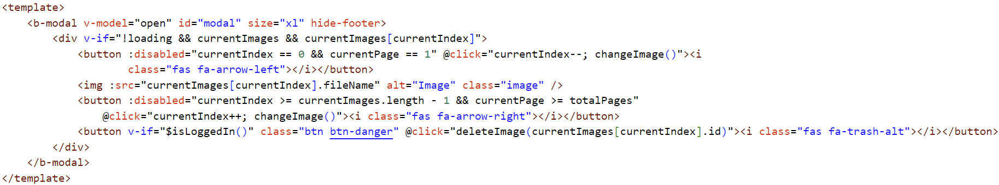 <template>
    <b-modal v-model="open" id="modal" size="xl" hide-footer>
        <div v-if="!loading && currentImages && currentImages[currentIndex]">
            <button :disabled="currentIndex == 0 && currentPage == 1" @click="currentIndex--; changeImage()"><i
                    class="fas fa-arrow-left"></i></button>
            <img :src="currentImages[currentIndex].fileName" alt="Image" class="image" />
            <button :disabled="currentIndex >= currentImages.length - 1 && currentPage >= totalPages"
                @click="currentIndex++; changeImage()"><i class="fas fa-arrow-right"></i></button>
            <button v-if="$isLoggedIn()" class="btn btn-danger" @click="deleteImage(currentImages[currentIndex].id)"><i class="fas fa-trash-alt"></i></button>
        </div>
    </b-modal>
</template>